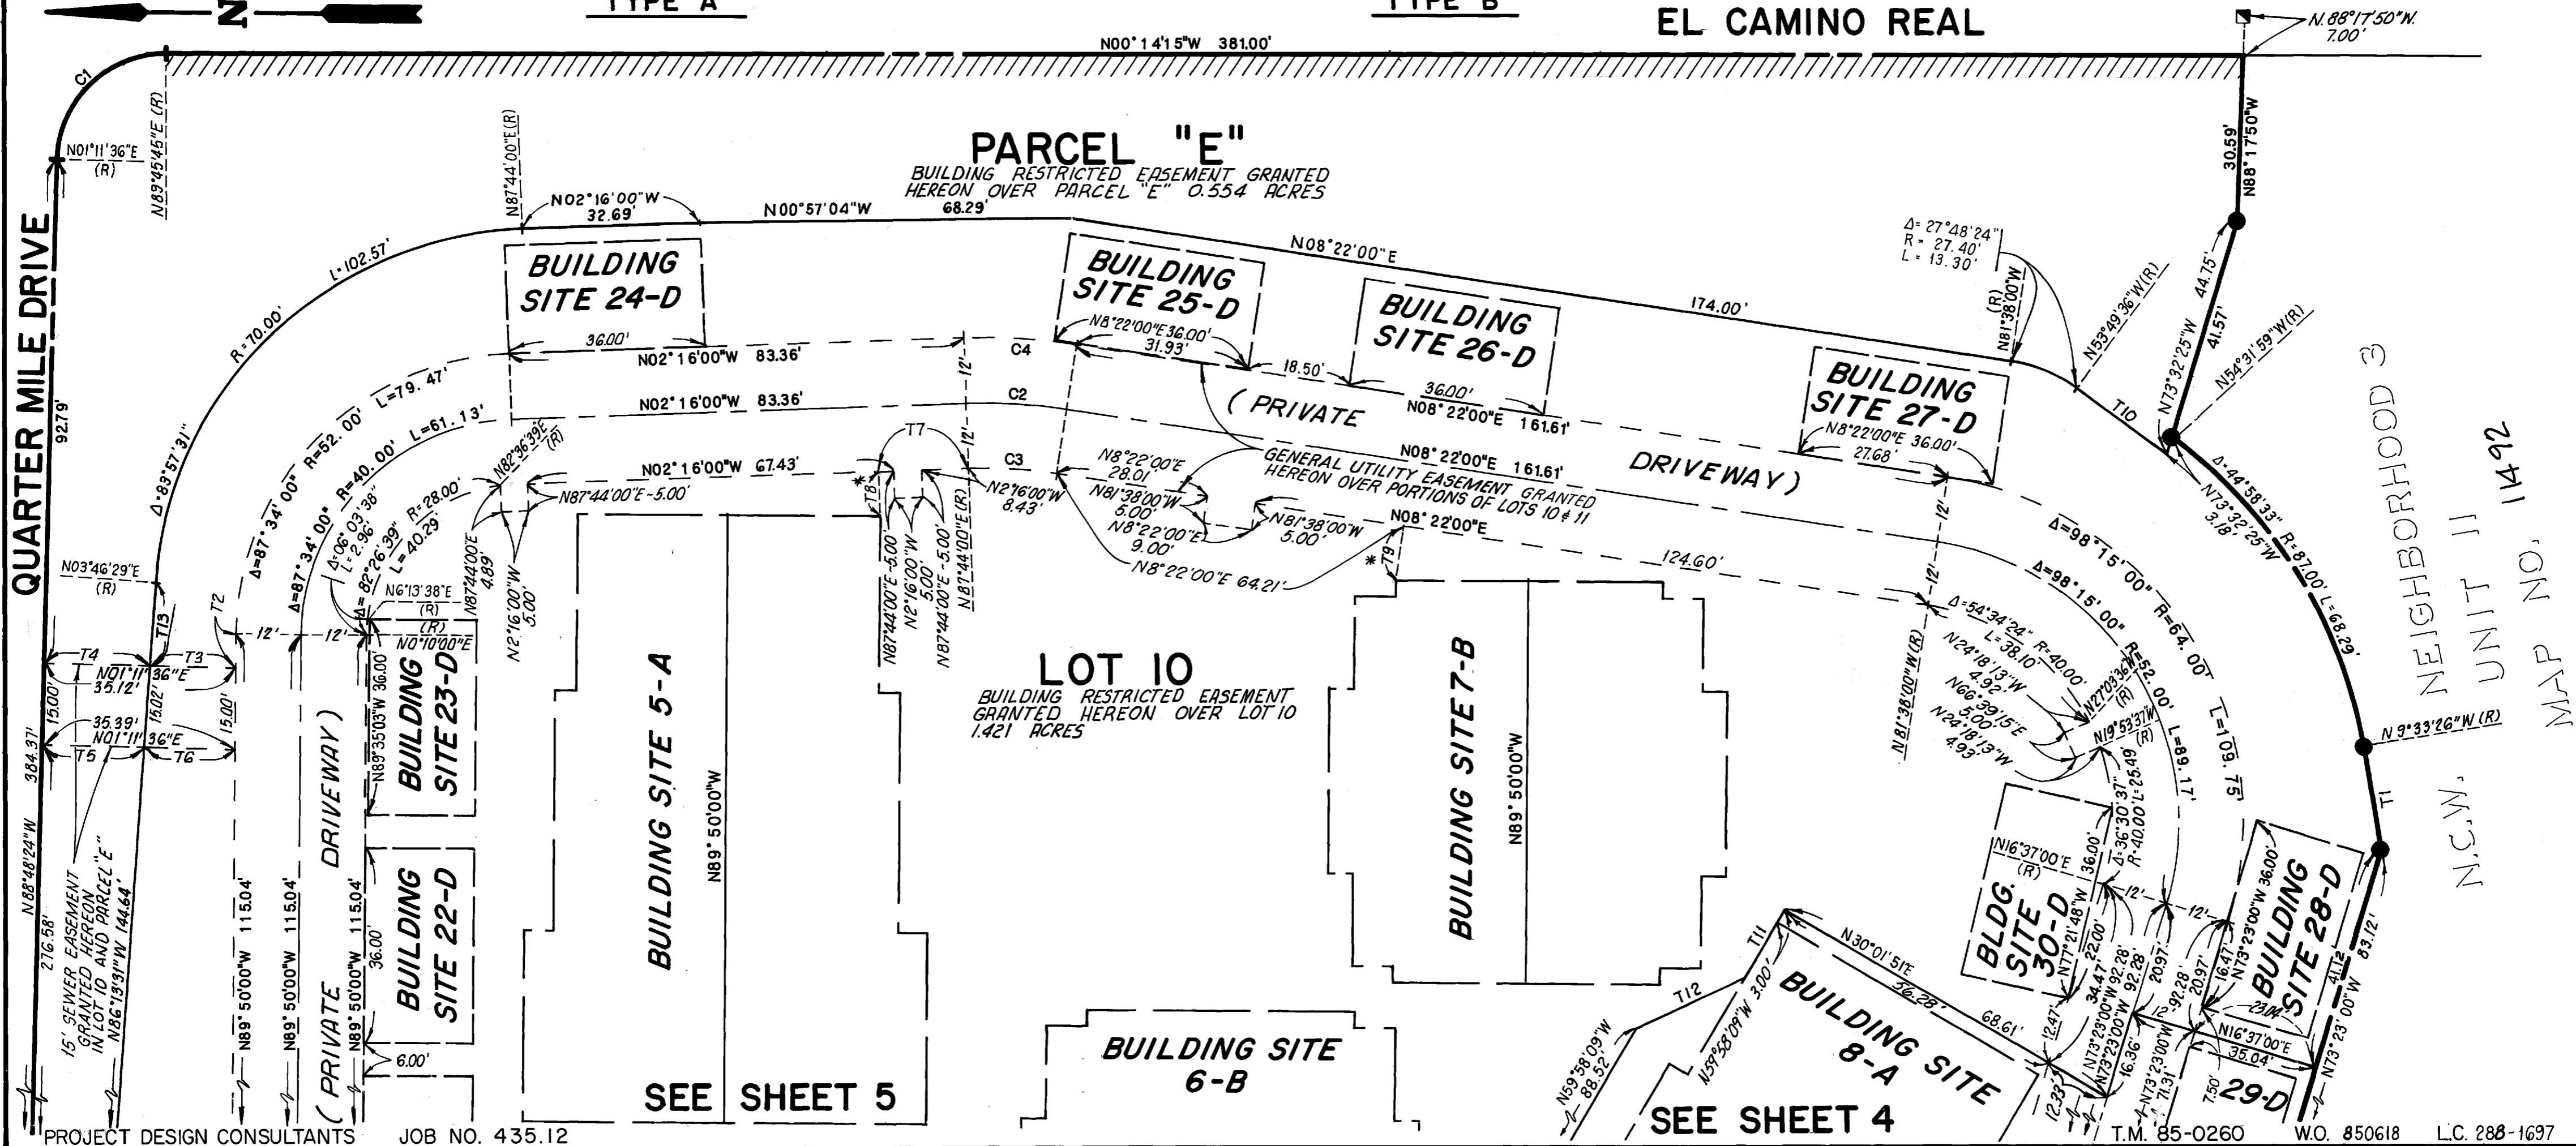 N
TYPE A
TYPE B
EL CAMINO REAL
N.88°17'50"W.
7.00'
N00°14'15"W 381.00'
C1
N01°11'36"E
(R)
N89°45'45"E (R)
N87°44'00"E (R)
PARCEL "E"
BUILDING RESTRICTED EASEMENT GRANTED
HEREON OVER PARCEL "E" 0.554 ACRES
30.59'
N88°17'50"W
N02°16'00"W
32.69'
N00°57'04"W
68.29'
N08°22'00"E
174.00'
Δ= 27°48'24"
R= 27.40'
L= 13.30'
N81°38'00"W
(R)
N53°49'36"W(R)
44.75'
41.57'
N73°32'25"W
N54°31'59"W(R)
T10
N73°32'25"W
3.18'
Δ=44°58'33" R=87.00' L=68.29'
N9°33'26"W (R)
T1
N.C.W. NEIGHBORHOOD 3
UNIT 11
MAP NO. 11492
QUARTER MILE DRIVE
92.79'
L=102.57'
R=70.00'
Δ=83°57'31"
N03°46'29"E
(R)
BUILDING
SITE 24-D
36.00'
N02°16'00"W 83.36'
C4
N02°16'00"W 83.36'
C2
N02°16'00"W 67.43'
C3
T7
*T8
12'
12'
N87°44'00"E-5.00'
N82°36'39"E
(R)
Δ=87°34'00" R=52.00' L=79.47'
Δ=87°34'00" R=40.00' L=61.13'
Δ=06°03'38"
L=2.96'
Δ=82°26'39" R=28.00'
L=40.29'
N6°13'38"E
(R)
(R)
N0°10'00"E
N87°44'00"E
4.89'
N2°16'00"W
5.00'
N87°44'00"E-5.00'
N2°16'00"W
5.00'
N87°44'00"E-5.00'
N87°44'00"E (R)
N2°16'00"W
8.43'
BUILDING
SITE 25-D
N8°22'00"E36.00'
31.93'
18.50'
BUILDING
SITE 26-D
36.00'
N08°22'00"E 161.61'
(PRIVATE DRIVEWAY)
BUILDING
SITE 27-D
N8°22'00"E 36.00'
27.68'
N08°22'00"E 161.61'
GENERAL UTILITY EASEMENT GRANTED
HEREON OVER PORTIONS OF LOTS 10 & 11
N8°22'00"E
28.01'
N81°38'00"W
5.00'
N8°22'00"E
9.00'
N81°38'00"W
5.00'
N8°22'00"E 64.21'
N08°22'00"E
*T9
124.60'
12'
12'
N81°38'00"W(R)
Δ=98°15'00" R=64.00' L=109.75'
Δ=98°15'00" R=52.00' L=89.17'
Δ=54°34'24" R=40.00'
L=38.10'
N24°18'13"W
4.92'
N66°39'15"E
5.00'
N24°18'13"W
4.93'
N27°03'36"W
(R)
N19°53'37"W
(R)
Δ=36°30'37"
R=40.00' L=25.49'
T2
T13
12'
12'
T4
T3
N01°11'36"E
35.12'
15.00'
15.02'
15.00'
35.39'
N01°11'36"E
T5
T6
384.37'
N88°48'24"W
276.58'
15' SEWER EASEMENT
GRANTED HEREON
IN LOT 10 AND PARCEL "E"
N86°13'31"W 144.64'
N89°50'00"W 115.04'
N89°50'00"W 115.04'
(PRIVATE DRIVEWAY)
N89°50'00"W 115.04'
N89°35'03"W 36.00'
BUILDING
SITE 23-D
BUILDING
SITE 22-D
36.00'
6.00'
BUILDING SITE 5-A
N89°50'00"W
LOT 10
BUILDING RESTRICTED EASEMENT
GRANTED HEREON OVER LOT 10
1.421 ACRES
BUILDING SITE 7-B
N89°50'00"W
BUILDING SITE
6-B
SEE SHEET 5
T11
T12
N30°01'51"E
56.28'
68.61'
N59°58'09"W 3.00'
N59°58'09"W
88.52'
BUILDING SITE
8-A
SEE SHEET 4
BLDG.
SITE
30-D
N16°37'00"E
(R)
N77°21'48"W 36.00'
22.00'
34.47'
12.47'
12.33'
N73°23'00"W 92.28'
N73°23'00"W 92.28'
16.36'
20.97'
12'
12'
12'
92.28'
20.97'
16.47'
N73°23'00"W
71.31'
7.50'
N73°23'00"W 36.00'
BUILDING
SITE 28-D
23.04'
N16°37'00"E
35.04'
41.12'
N73°23'00"W 83.12'
29-D
PROJECT DESIGN CONSULTANTS JOB NO. 435.12
T.M. 85-0260 W.O. 850618 L.C. 288-1697